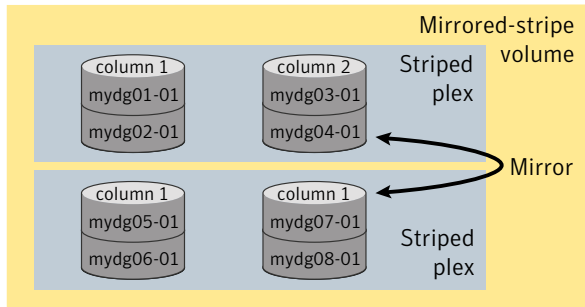 Mirrored-stripe
volume
column 1
mydg01-01
mydg02-01
column 2
mydg03-01
mydg04-01
Striped
plex
Mirror
column 1
mydg05-01
mydg06-01
column 1
mydg07-01
mydg08-01
Striped
plex